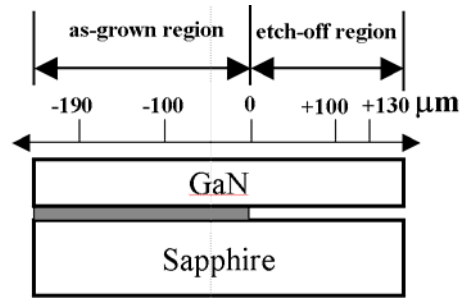 as-grown region etch-off region
-190 -100 0 +100 +130 μm
GaN
Sapphire